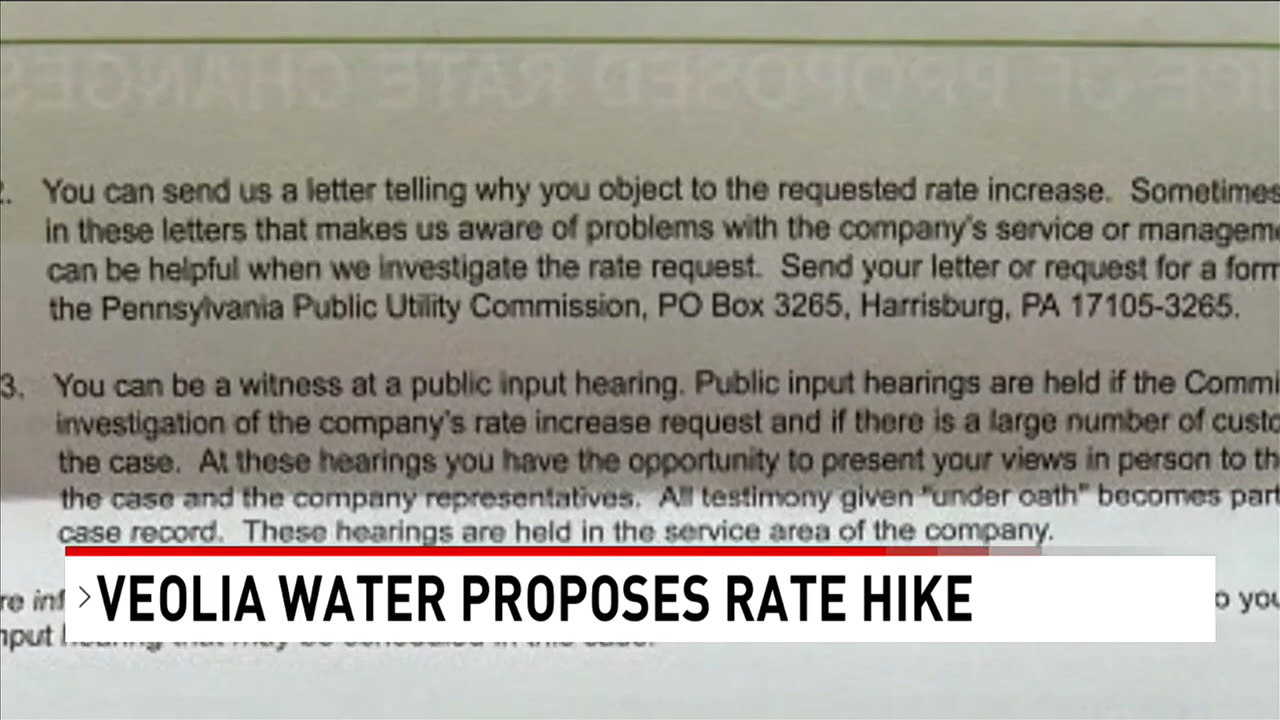 2. You can send us a letter telling why you object to the requested rate increase. Sometimes
in these letters that makes us aware of problems with the company's service or managem
can be helpful when we investigate the rate request. Send your letter or request for a form
the Pennsylvania Public Utility Commission, PO Box 3265, Harrisburg, PA 17105-3265.
3. You can be a witness at a public input hearing. Public input hearings are held if the Commi
investigation of the company's rate increase request and if there is a large number of custo
the case. At these hearings you have the opportunity to present your views in person to th
the case and the company representatives. All testimony given "under oath" becomes part
case record. These hearings are held in the service area of the company.
VEOLIA WATER PROPOSES RATE HIKE